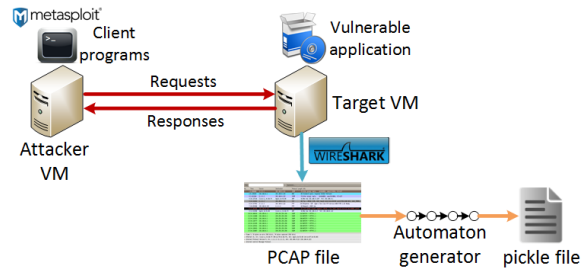 metasploit®
Client
programs
Vulnerable
application
Requests
Responses
Attacker
VM
Target VM
WIRESHARK
PCAP file
Automaton
generator
pickle file